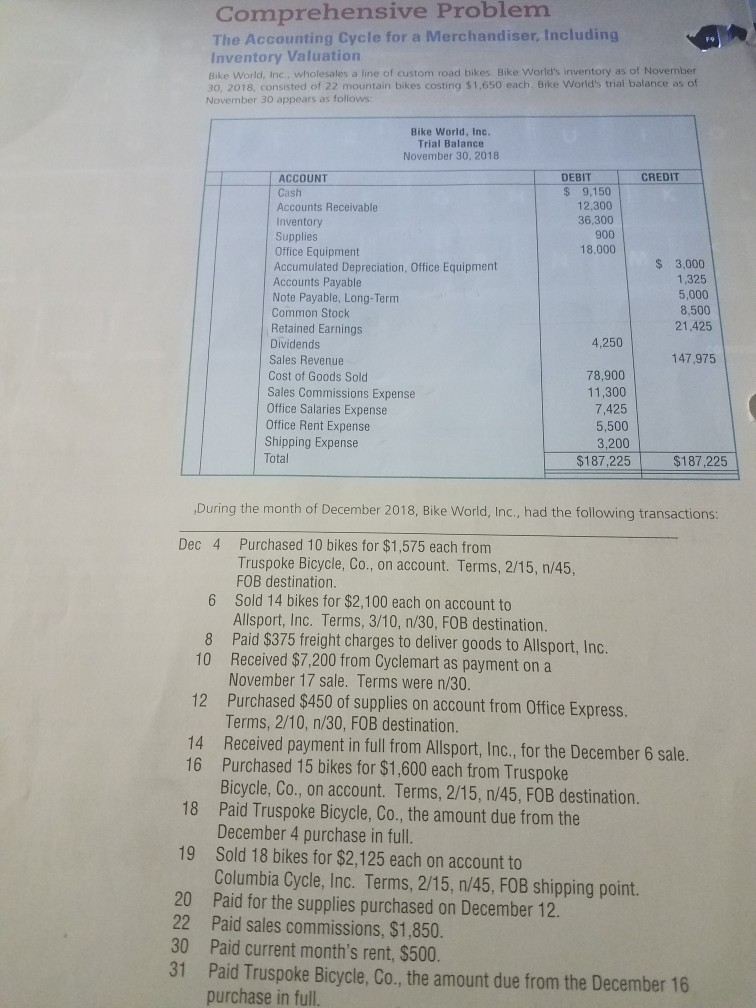 Comprehensive Problem
The Accounting Cycle for a Merchandiser, Including
Inventory Valuation
F9
Bike World, Inc., wholesales a line of custom road bikes. Bike World's inventory as of November
30, 2018, consisted of 22 mountain bikes costing $1,650 each. Bike World's trial balance as of
November 30 appears as follows:
Bike World, Inc.
Trial Balance
November 30, 2018
ACCOUNT DEBIT CREDIT
Cash $ 9,150
Accounts Receivable 12,300
Inventory 36,300
Supplies 900
Office Equipment 18,000
Accumulated Depreciation, Office Equipment $ 3,000
Accounts Payable 1,325
Note Payable, Long-Term 5,000
Common Stock 8,500
Retained Earnings 21,425
Dividends 4,250
Sales Revenue 147,975
Cost of Goods Sold 78,900
Sales Commissions Expense 11,300
Office Salaries Expense 7,425
Office Rent Expense 5,500
Shipping Expense 3,200
Total $187,225 $187,225
During the month of December 2018, Bike World, Inc., had the following transactions:
Dec 4 Purchased 10 bikes for $1,575 each from
Truspoke Bicycle, Co., on account. Terms, 2/15, n/45,
FOB destination.
6 Sold 14 bikes for $2,100 each on account to
Allsport, Inc. Terms, 3/10, n/30, FOB destination.
8 Paid $375 freight charges to deliver goods to Allsport, Inc.
10 Received $7,200 from Cyclemart as payment on a
November 17 sale. Terms were n/30.
12 Purchased $450 of supplies on account from Office Express.
Terms, 2/10, n/30, FOB destination.
14 Received payment in full from Allsport, Inc., for the December 6 sale.
16 Purchased 15 bikes for $1,600 each from Truspoke
Bicycle, Co., on account. Terms, 2/15, n/45, FOB destination.
18 Paid Truspoke Bicycle, Co., the amount due from the
December 4 purchase in full.
19 Sold 18 bikes for $2,125 each on account to
Columbia Cycle, Inc. Terms, 2/15, n/45, FOB shipping point.
20 Paid for the supplies purchased on December 12.
22 Paid sales commissions, $1,850.
30 Paid current month's rent, $500.
31 Paid Truspoke Bicycle, Co., the amount due from the December 16
purchase in full.